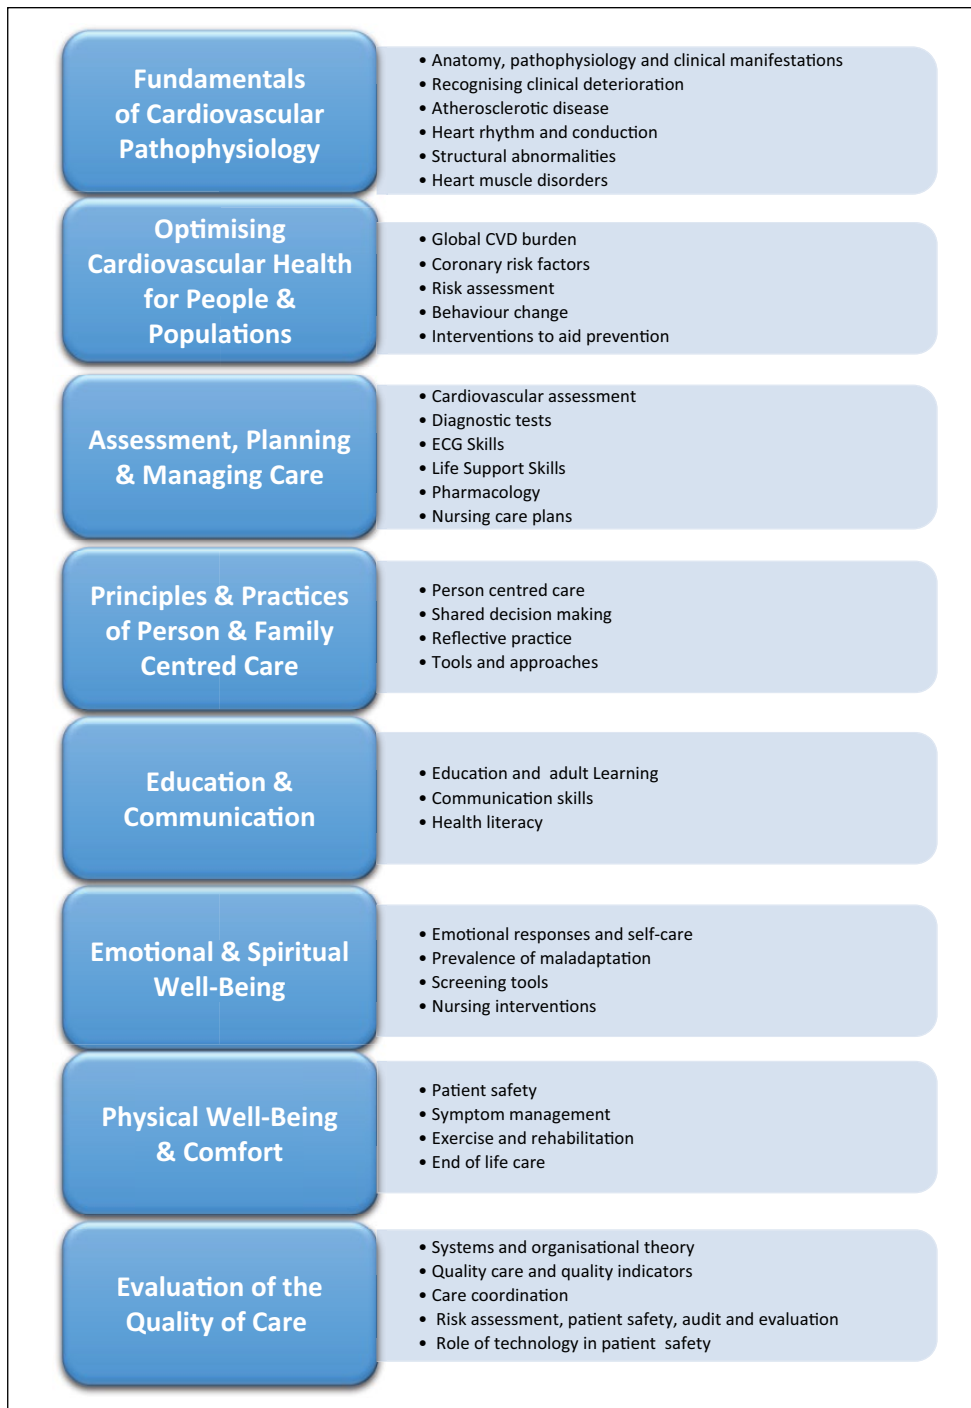 Fundamentals
of Cardiovascular
Pathophysiology
• Anatomy, pathophysiology and clinical manifestations
• Recognising clinical deterioration
• Atherosclerotic disease
• Heart rhythm and conduction
• Structural abnormalities
• Heart muscle disorders
Optimising
Cardiovascular Health
for People &
Populations
• Global CVD burden
• Coronary risk factors
• Risk assessment
• Behaviour change
• Interventions to aid prevention
Assessment, Planning
& Managing Care
• Cardiovascular assessment
• Diagnostic tests
• ECG Skills
• Life Support Skills
• Pharmacology
• Nursing care plans
Principles & Practices
of Person & Family
Centred Care
• Person centred care
• Shared decision making
• Reflective practice
• Tools and approaches
Education &
Communication
• Education and adult Learning
• Communication skills
• Health literacy
Emotional & Spiritual
Well-Being
• Emotional responses and self-care
• Prevalence of maladaptation
• Screening tools
• Nursing interventions
Physical Well-Being
& Comfort
• Patient safety
• Symptom management
• Exercise and rehabilitation
• End of life care
Evaluation of the
Quality of Care
• Systems and organisational theory
• Quality care and quality indicators
• Care coordination
• Risk assessment, patient safety, audit and evaluation
• Role of technology in patient safety